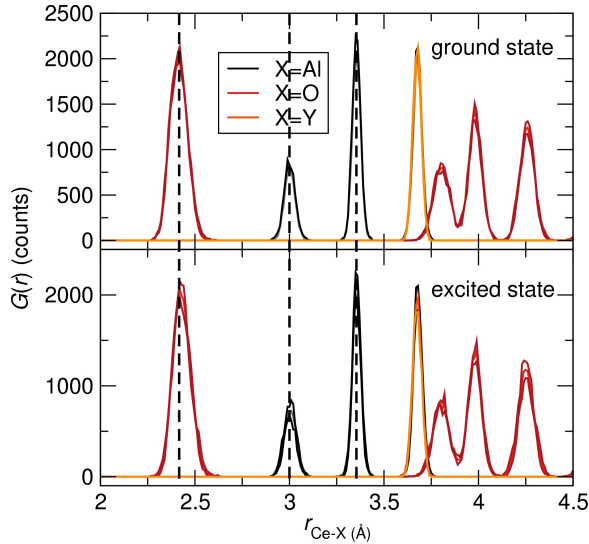 2500
2000
1500
1000
500
0
ground state
X=Al
X=O
X=Y
G(r) (counts)
2000
1000
0
excited state
2 2.5 3 3.5 4 4.5
r Ce-X (Å)